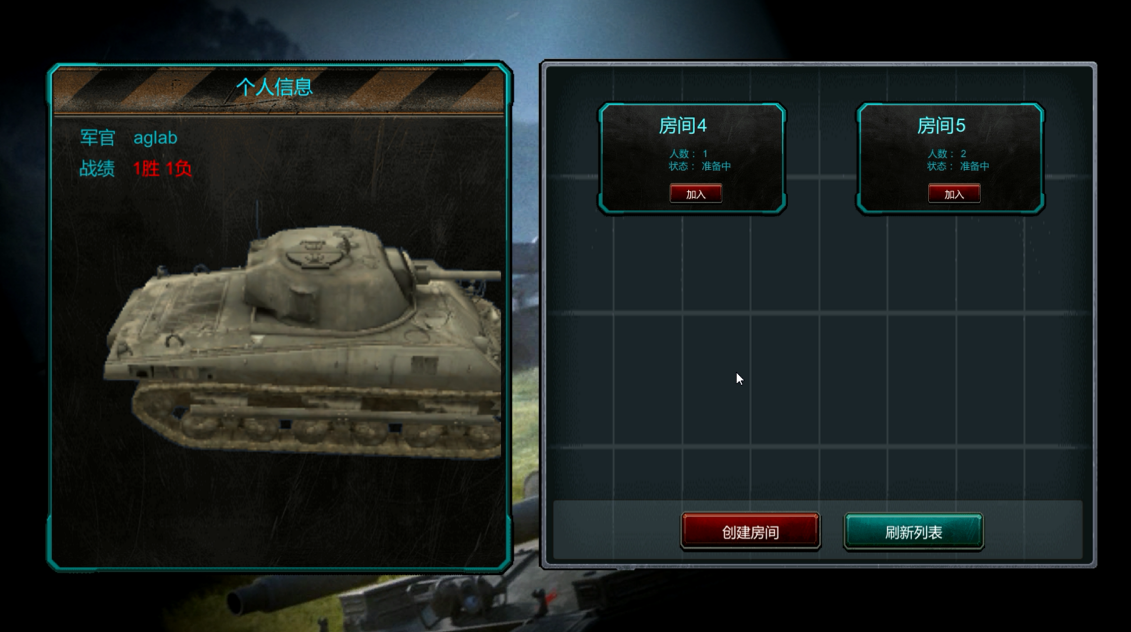 个人信息
军官 aglab
战绩 1胜 1负
房间4
人数： 1
状态： 准备中
加入
房间5
人数： 2
状态： 准备中
加入
创建房间
刷新列表